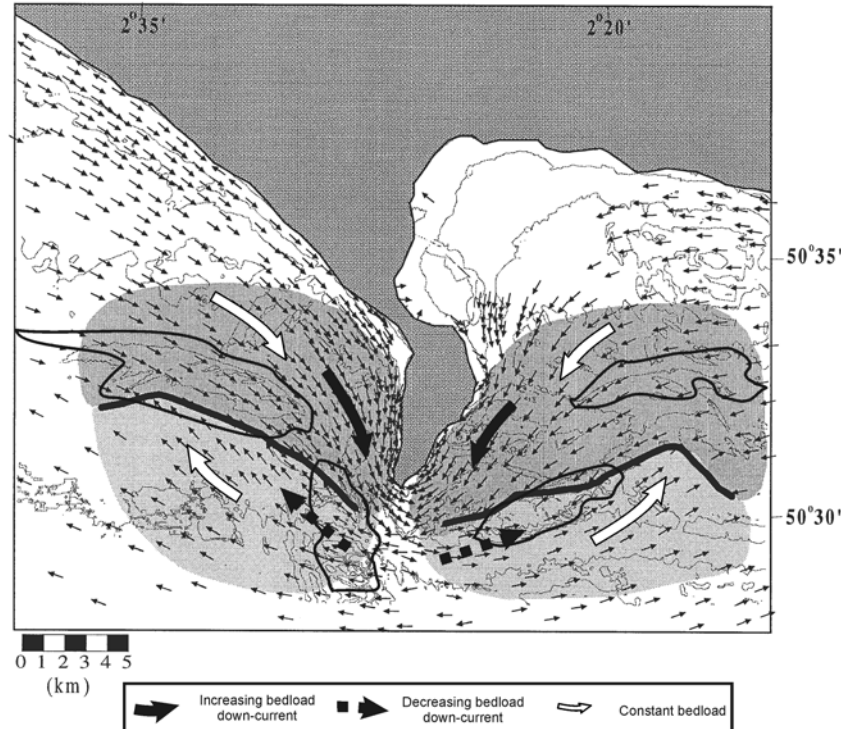 2°35' 2°20'
50°35'
50°30'
0 1 2 3 4 5
(km)
Increasing bedload
down-current
Decreasing bedload
down-current
Constant bedload